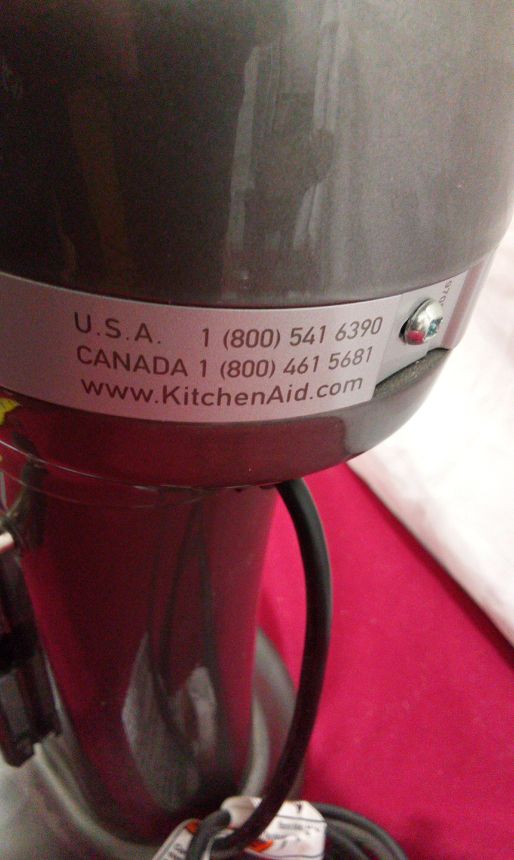 U.S.A. 1 (800) 541 6390
CANADA 1 (800) 461 5681
www.KitchenAid.com